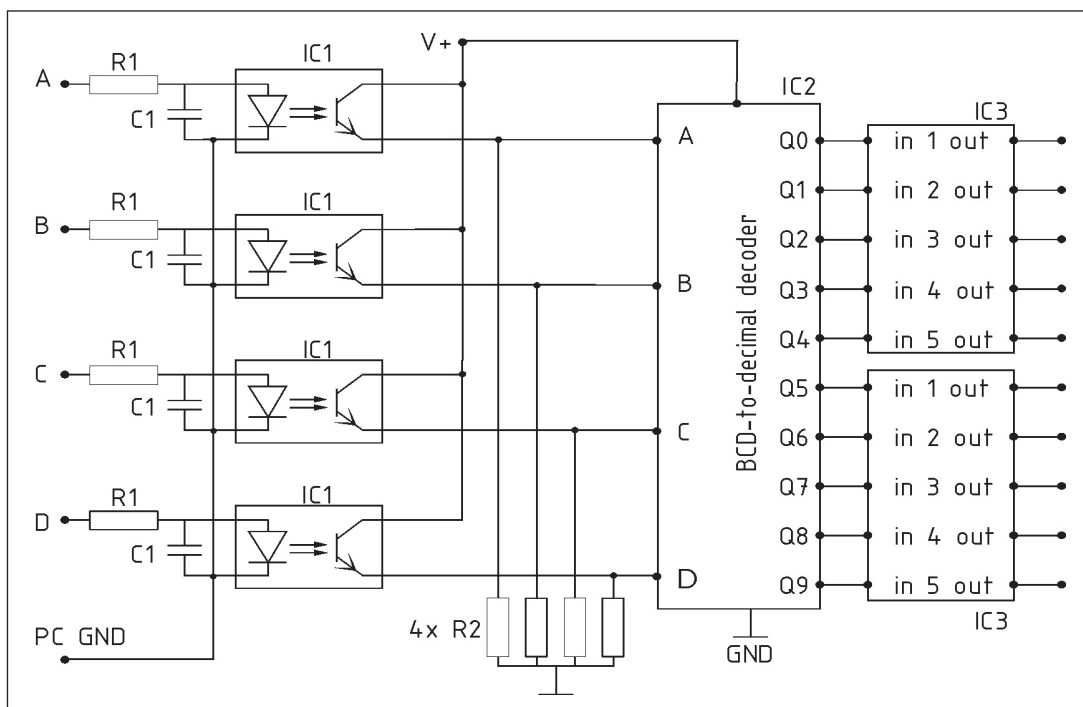 V+
IC1
R1
A
C1
IC2
IC3
A
Q0
in 1 out
Q1
in 2 out
IC1
R1
B
C1
Q2
in 3 out
B
Q3
in 4 out
Q4
in 5 out
IC1
R1
C
C1
Q5
in 1 out
C
Q6
in 2 out
BCD-to-decimal decoder
IC1
R1
D
C1
Q7
in 3 out
Q8
in 4 out
D
Q9
in 5 out
IC3
PC GND
4x R2
GND